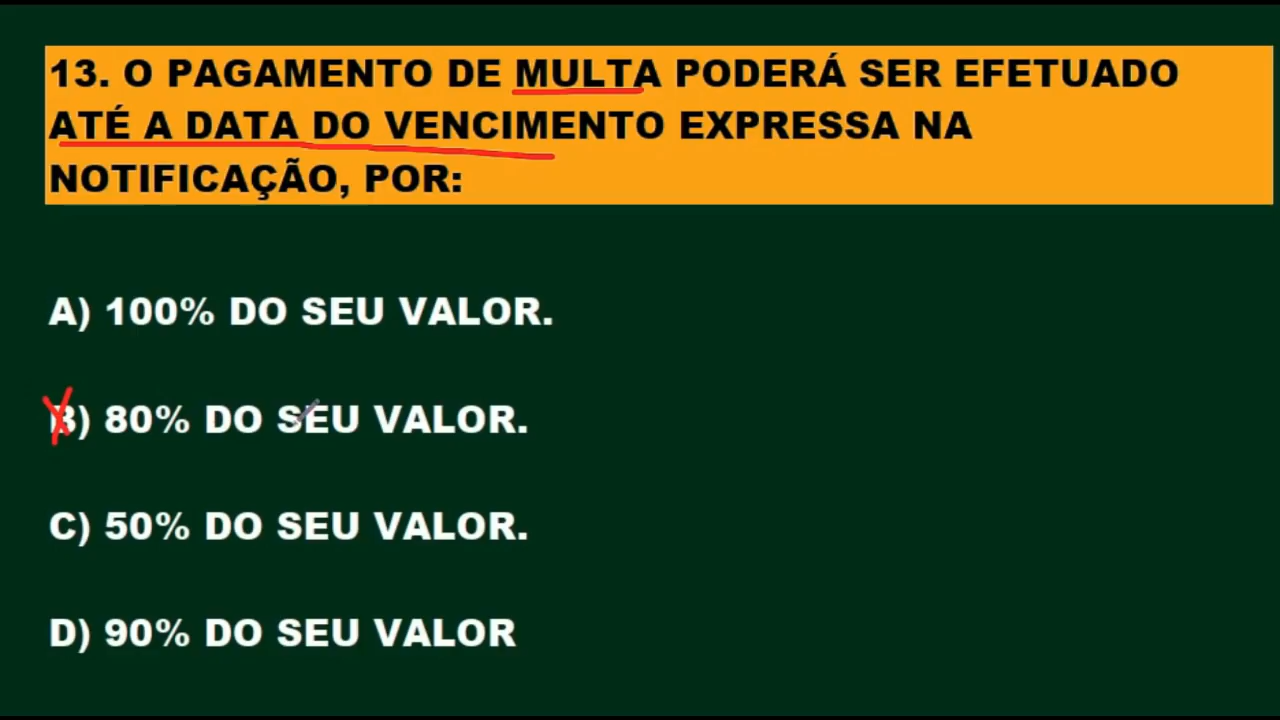 13. O PAGAMENTO DE MULTA PODERÁ SER EFETUADO
ATÉ A DATA DO VENCIMENTO EXPRESSA NA
NOTIFICAÇÃO, POR:
A) 100% DO SEU VALOR.
B) 80% DO SEU VALOR.
C) 50% DO SEU VALOR.
D) 90% DO SEU VALOR